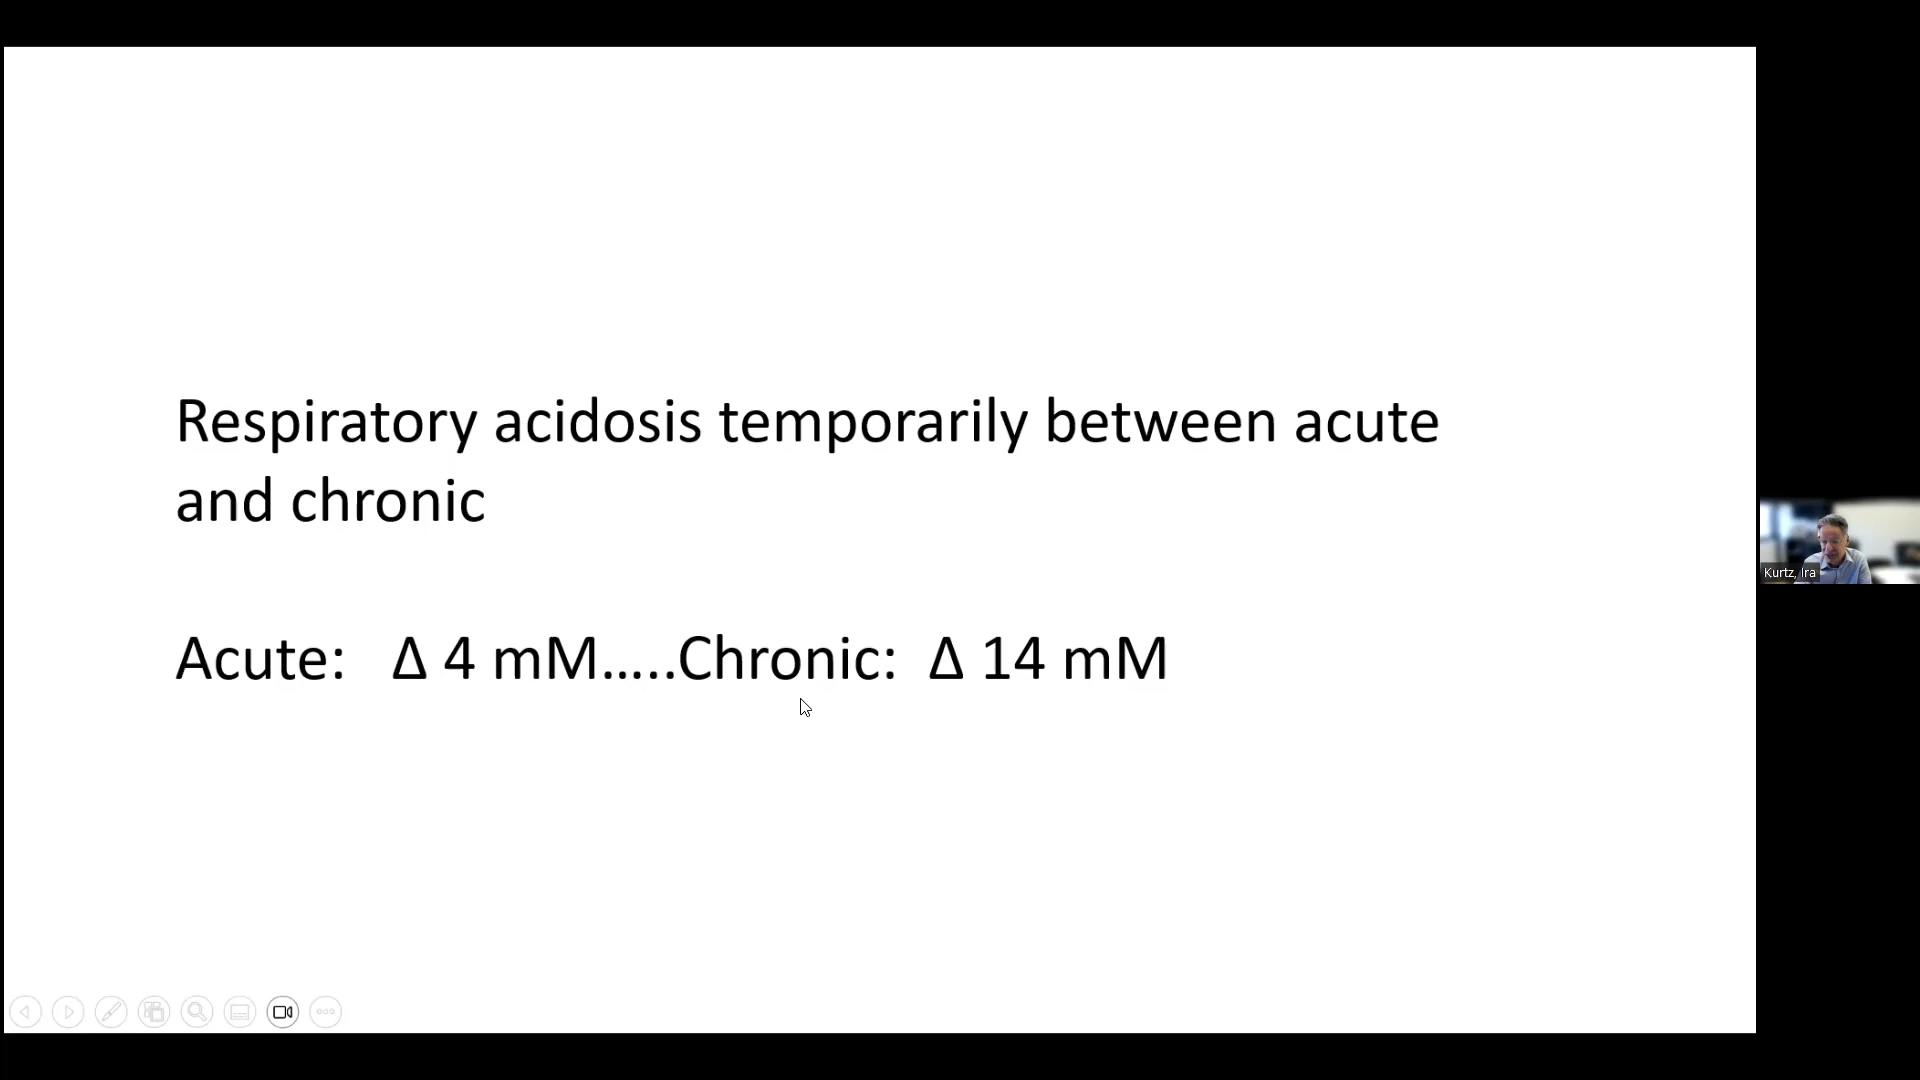 Respiratory acidosis temporarily between acute
and chronic
Acute:   Δ 4 mM.....Chronic:  Δ 14 mM
Kurtz, Ira